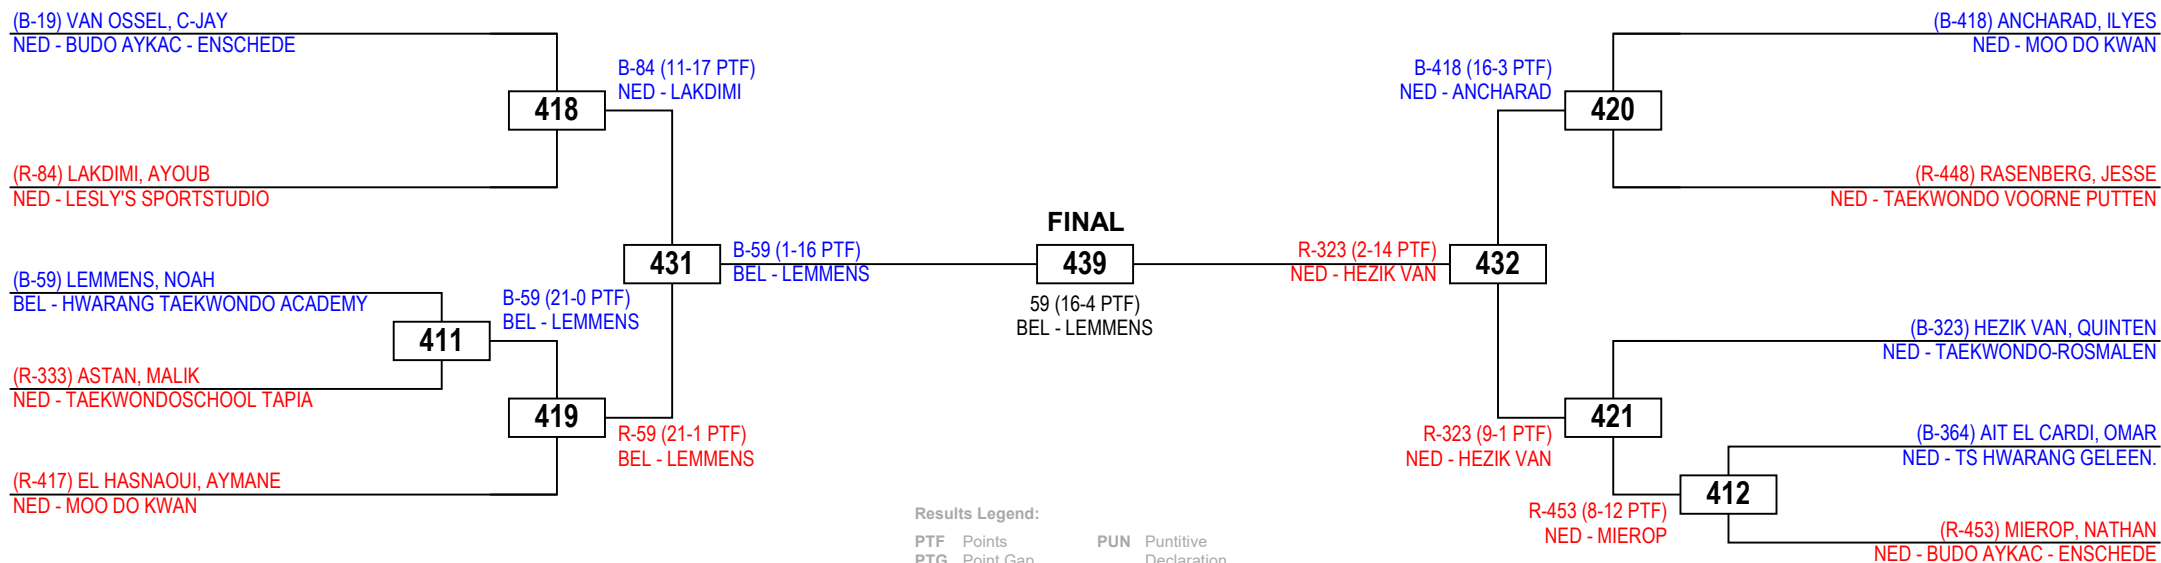 (B-19) VAN OSSEL, C-JAY
NED - BUDO AYKAC - ENSCHEDE
418
B-84 (11-17 PTF)
NED - LAKDIMI
(R-84) LAKDIMI, AYOUB
NED - LESLY'S SPORTSTUDIO
431
B-59 (1-16 PTF)
BEL - LEMMENS
(B-59) LEMMENS, NOAH
BEL - HWARANG TAEKWONDO ACADEMY
411
B-59 (21-0 PTF)
BEL - LEMMENS
(R-333) ASTAN, MALIK
NED - TAEKWONDOSCHOOL TAPIA
419
R-59 (21-1 PTF)
BEL - LEMMENS
(R-417) EL HASNAOUI, AYMANE
NED - MOO DO KWAN
FINAL
439
59 (16-4 PTF)
BEL - LEMMENS
(B-418) ANCHARAD, ILYES
NED - MOO DO KWAN
B-418 (16-3 PTF)
NED - ANCHARAD
420
(R-448) RASENBERG, JESSE
NED - TAEKWONDO VOORNE PUTTEN
R-323 (2-14 PTF)
NED - HEZIK VAN
432
(B-323) HEZIK VAN, QUINTEN
NED - TAEKWONDO-ROSMALEN
421
R-323 (9-1 PTF)
NED - HEZIK VAN
(B-364) AIT EL CARDI, OMAR
NED - TS HWARANG GELEEN.
412
R-453 (8-12 PTF)
NED - MIEROP
(R-453) MIEROP, NATHAN
NED - BUDO AYKAC - ENSCHEDE
Results Legend:
PTF Points PUN Puntitive
PTG Point Gap Declaration